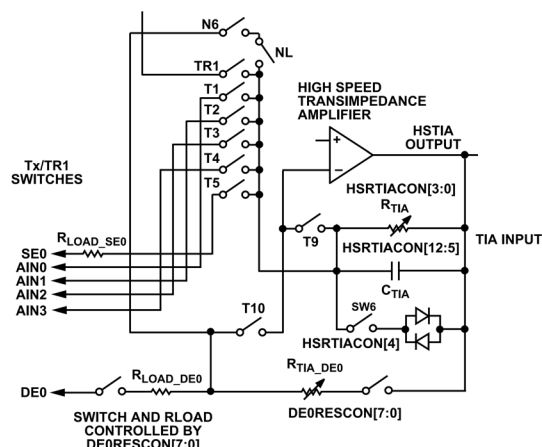 N6
NL
TR1
T1
T2
T3
T4
T5
Tx/TR1
SWITCHES
HIGH SPEED
TRANSIMPEDANCE
AMPLIFIER
+
–
HSTIA
OUTPUT
HSRTIACON[3:0]
RTIA
T9
HSRTIACON[12:5]
TIA INPUT
CTIA
SW6
HSRTIACON[4]
RLOAD_SE0
SE0
AIN0
AIN1
AIN2
AIN3
T10
RLOAD_DE0
RTIA_DE0
DE0
DE0RESCON[7:0]
SWITCH AND RLOAD
CONTROLLED BY
DE0RESCON[7:0]